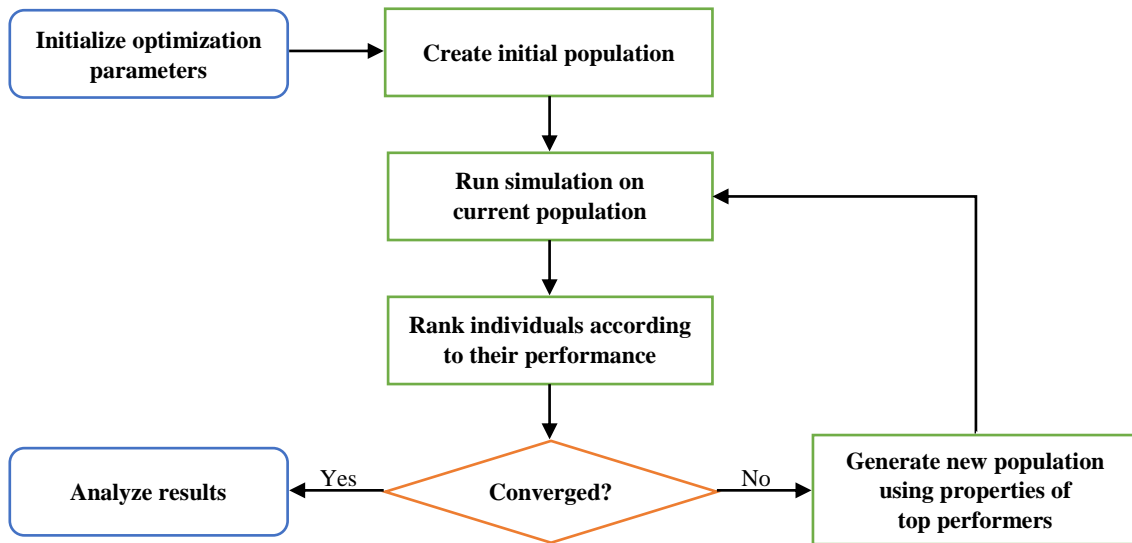 Initialize optimization
parameters
Create initial population
Run simulation on
current population
Rank individuals according
to their performance
Converged?
Yes
Analyze results
No
Generate new population
using properties of
top performers